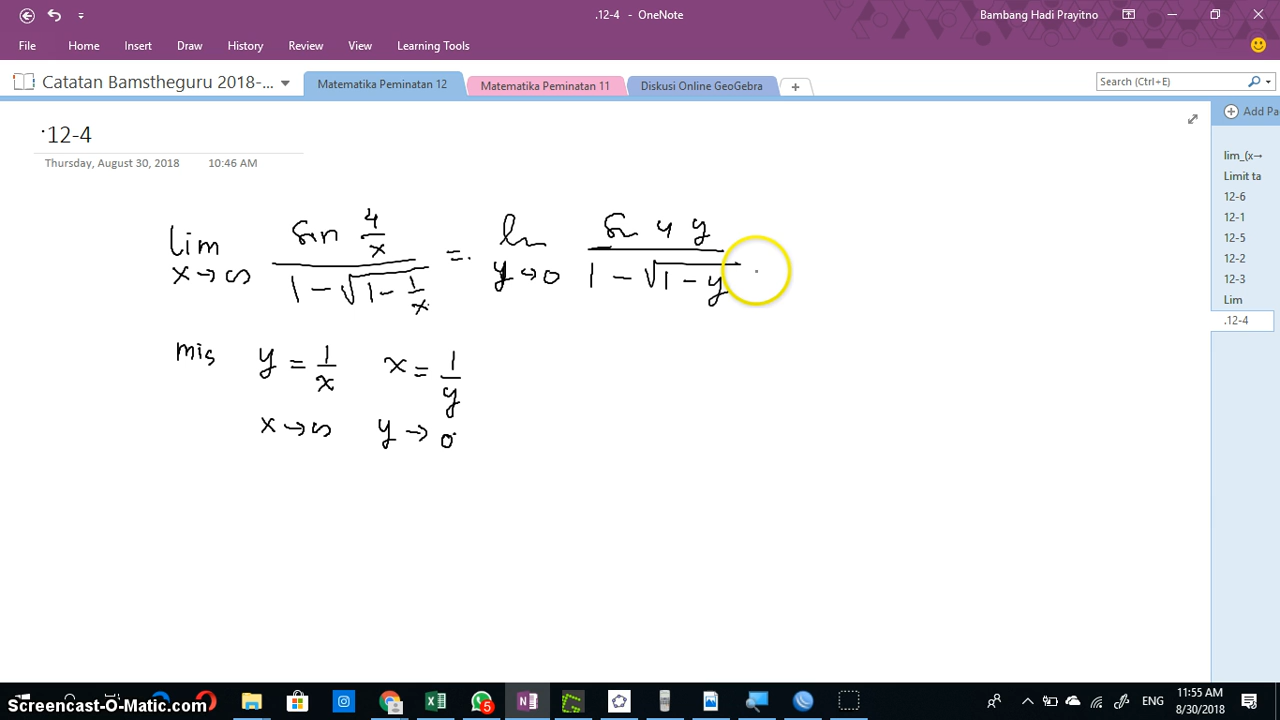 .12-4 - OneNote
Bambang Hadi Prayitno
File Home Insert Draw History Review View Learning Tools
Catatan Bamstheguru 2018-...
Matematika Peminatan 12
Matematika Peminatan 11
Diskusi Online GeoGebra
Search (Ctrl+E)
.12-4
Thursday, August 30, 2018 10:46 AM
lim x→∞ sin 4/x / 1 - √1 - 1/x = lim y→0 sin 4 y / 1 - √1 - y
mis y = 1/x x = 1/y
x→∞ y→0
Add Pa
lim_(x→
Limit ta
12-6
12-1
12-5
12-2
12-3
Lim
.12-4
5
ENG
11:55 AM
8/30/2018
Screencast-O-Matic.com